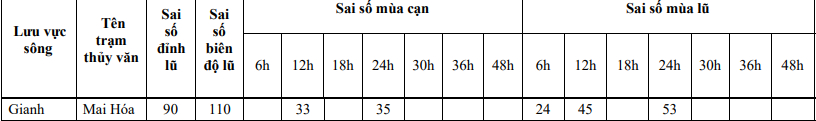 Lưu vực sông Tên trạm thủy văn Sai số đỉnh lũ Sai số biên độ lũ Sai số mùa cạn Sai số mùa lũ
6h 12h 18h 24h 30h 36h 48h 6h 12h 18h 24h 30h 36h 48h
Gianh Mai Hóa 90 110 33 35 24 45 53